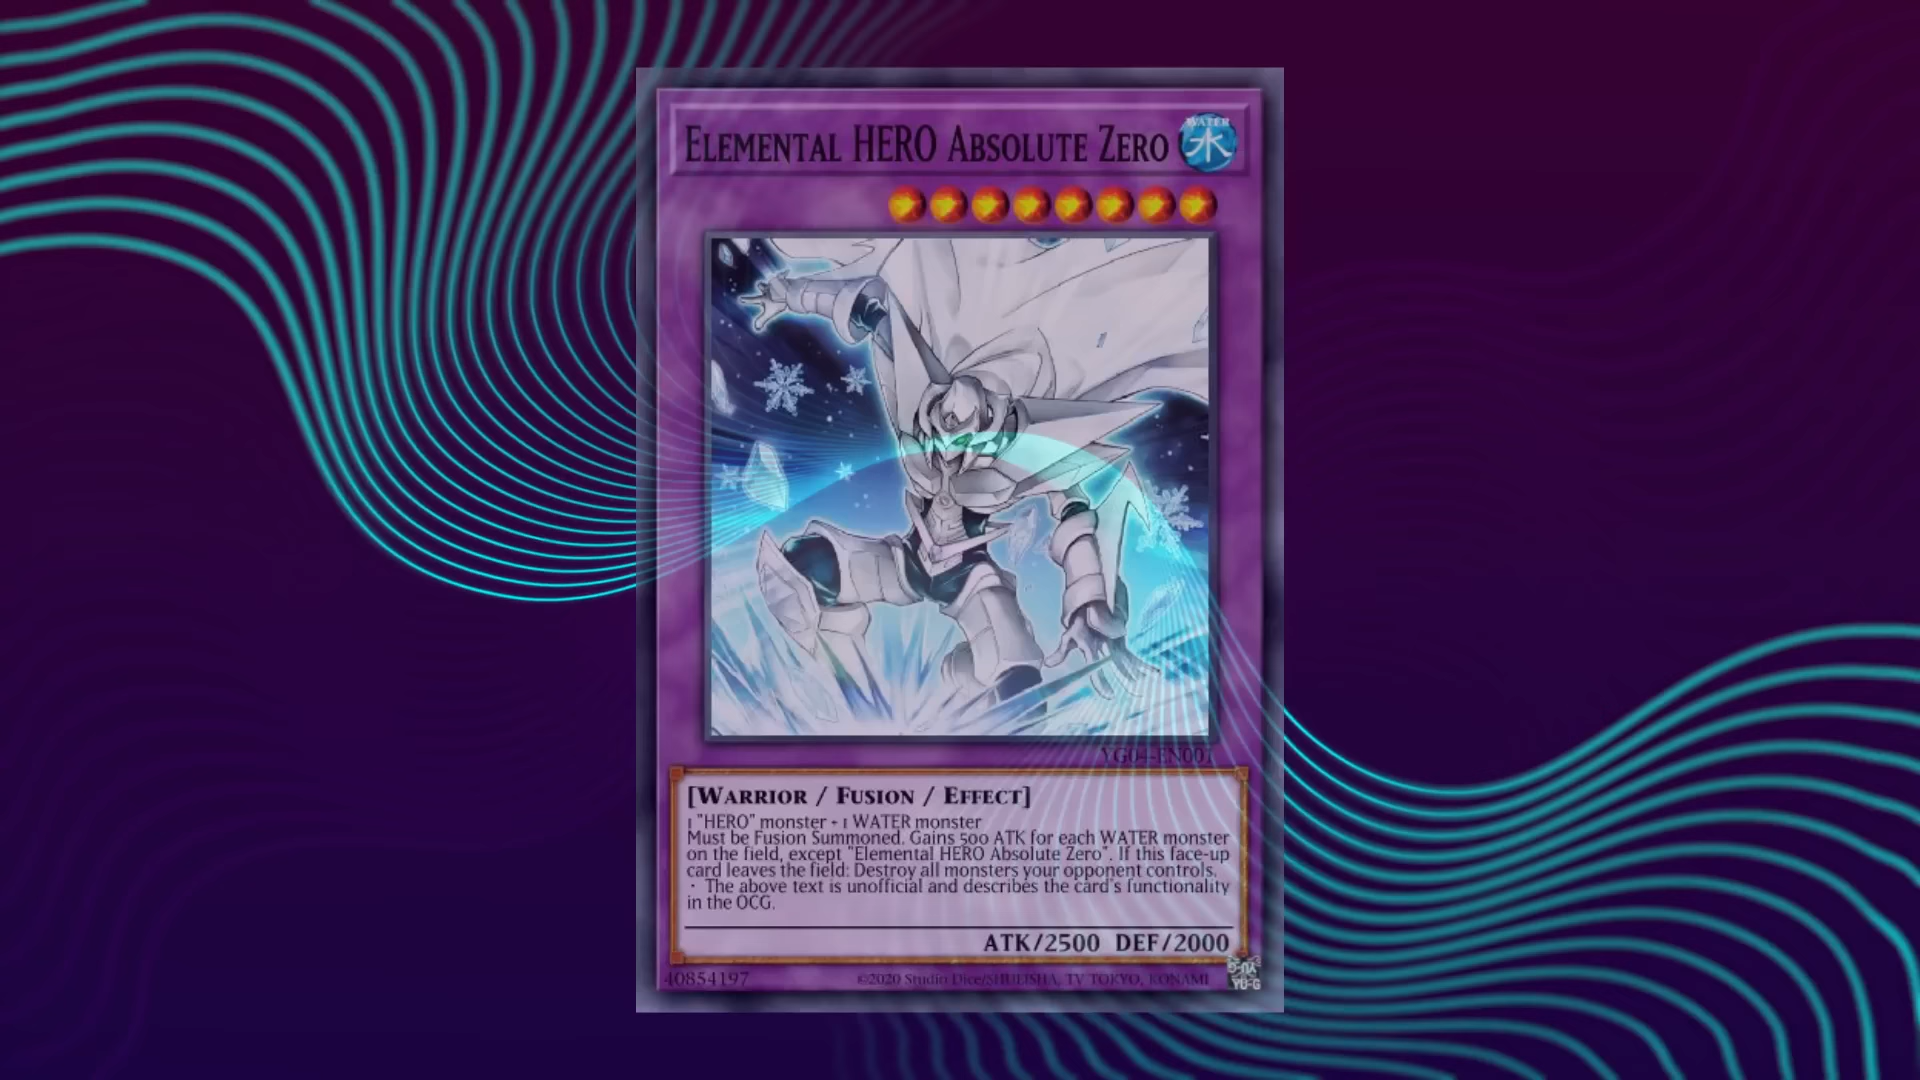 ELEMENTAL HERO ABSOLUTE ZERO
WATER
水
YG04-EN001
[WARRIOR / FUSION / EFFECT]
1 "HERO" monster + 1 WATER monster
Must be Fusion Summoned. Gains 500 ATK for each WATER monster
on the field, except "Elemental HERO Absolute Zero". If this face-up
card leaves the field: Destroy all monsters your opponent controls.
· The above text is unofficial and describes the card's functionality
in the OCG.
ATK/2500 DEF/2000
40854197
©2020 Studio Dice/SHUEISHA, TV TOKYO, KONAMI